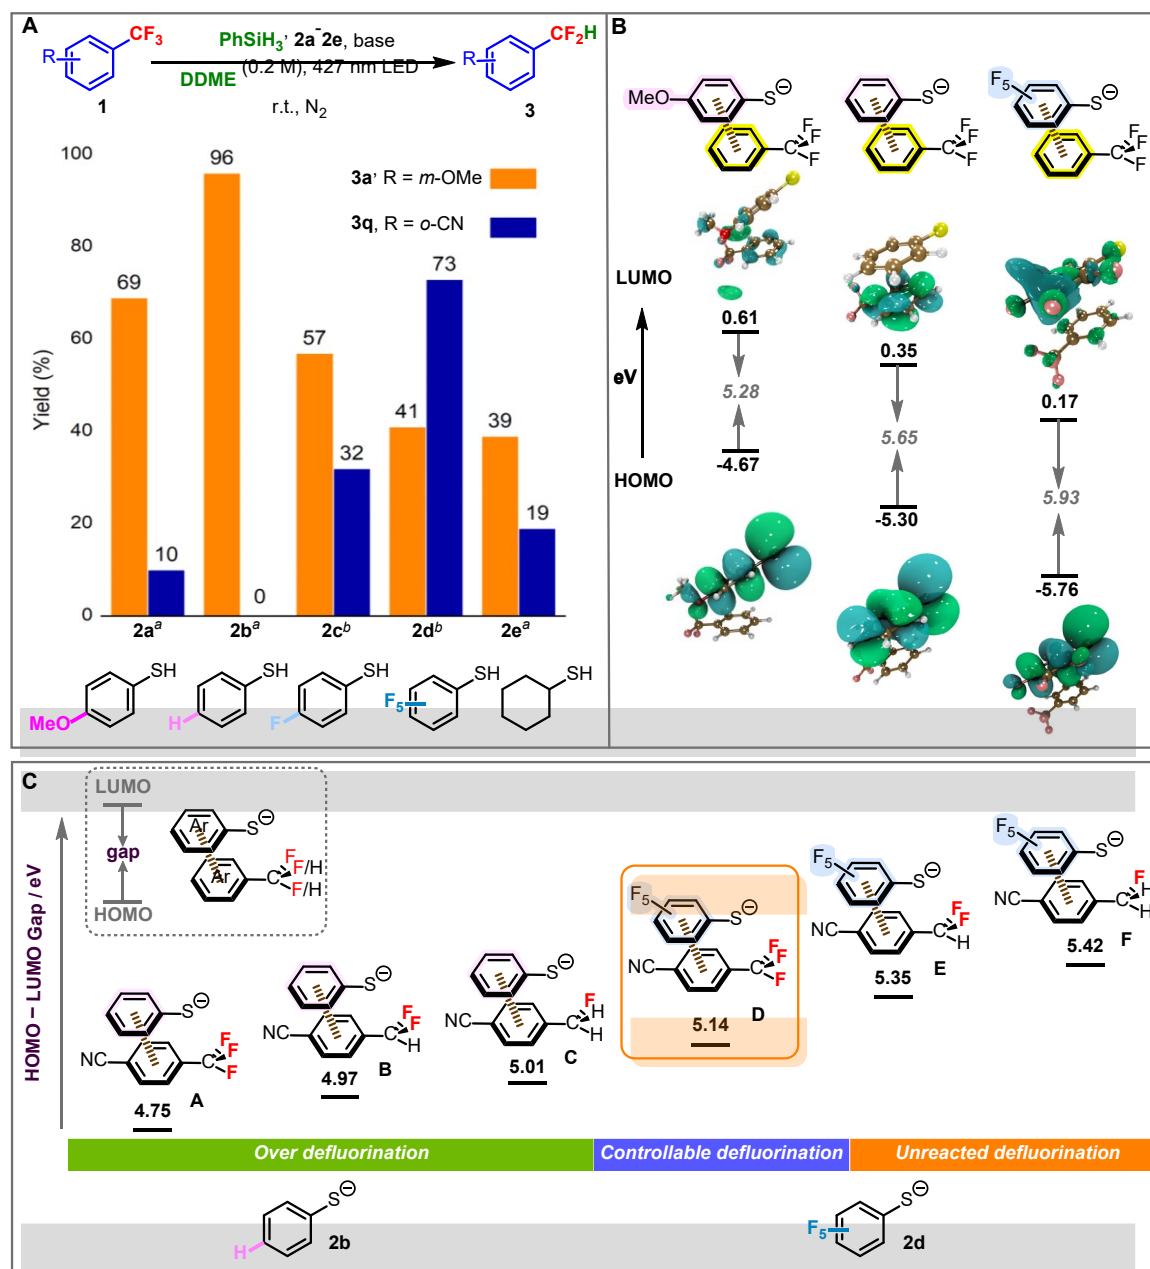 A
CF3
R
1
PhSiH3, 2a-2e, base
DDME (0.2 M), 427 nm LED
r.t., N2
CF2H
R
3
Yield (%)
100
80
60
40
20
0
3a, R = m-OMe
3q, R = o-CN
69
10
96
0
57
32
41
73
39
19
2a^a
2b^a
2c^b
2d^b
2e^a
SH
MeO
SH
H
SH
F
SH
F5
SH
B
MeO
S⊖
C
F
F
F
S⊖
C
F
F
F
F5
S⊖
C
F
F
F
LUMO
eV
HOMO
0.61
5.28
-4.67
0.35
5.65
-5.30
0.17
5.93
-5.76
C
HOMO – LUMO Gap / eV
LUMO
gap
HOMO
Ar
S⊖
Ar
C
F
F/H
F/H
S⊖
NC
C
F
F
F
4.75
A
S⊖
NC
C
F
F
H
4.97
B
S⊖
NC
C
F
H
H
5.01
C
F5
S⊖
NC
C
F
F
F
5.14
D
F5
S⊖
NC
C
F
F
H
5.35
E
F5
S⊖
NC
C
F
H
H
5.42
F
Over defluorination
Controllable defluorination
Unreacted defluorination
S⊖
H
2b
S⊖
F5
2d